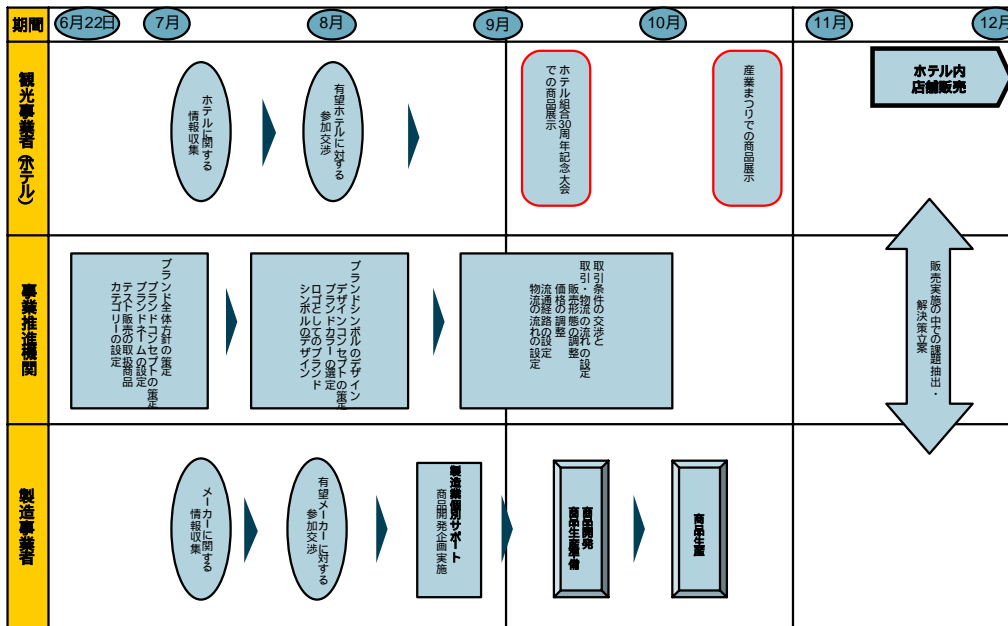 期間
6月22日
7月
8月
9月
10月
11月
12月
観光事業者(ホテル)
ホテルに関する
情報収集
有望ホテルに対する
参加交渉
ホテル組合30周年記念大会
での商品展示
産業まつりでの商品展示
ホテル内
店舗販売
事業推進機関
ブランド全体方針の策定
ブランドコンセプトの策定
ブランドネームの設定
テスト販売の取扱商品
カテゴリーの設定
ブランドシンボルのデザイン
デザインコンセプトの策定
ブランドカラーの選定
ロゴとしてのブランド
シンボルのデザイン
取引条件の交渉と
取引・物流の流れの設定
販売形態の調整
価格の調整
流通経路の設定
物流の流れの設定
販売実施の中での課題抽出・
解決策立案
製造事業者
メーカーに関する
情報収集
有望メーカーに対する
参加交渉
製造業個別サポート
商品開発企画実施
商品開発
商品生産準備
商品生産